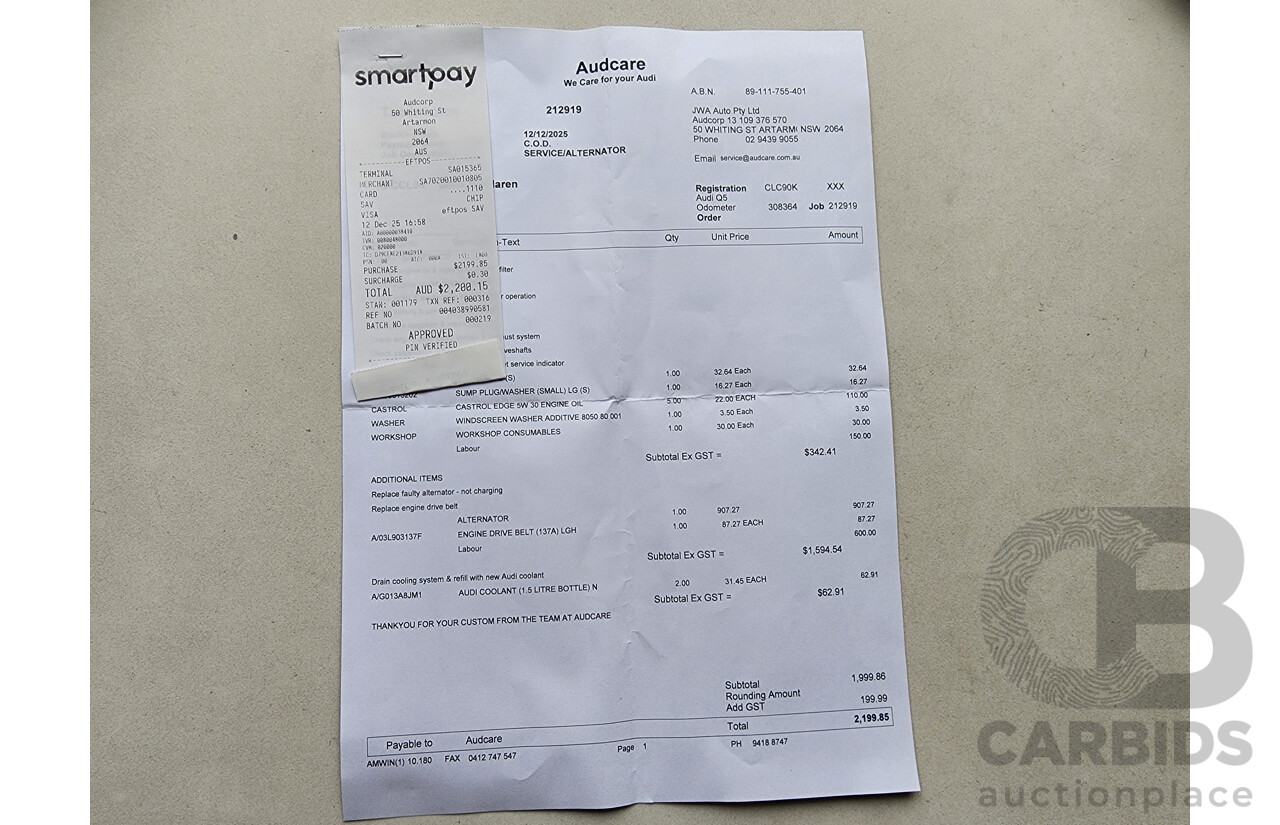 smartpay
Audcorp
50 Whiting St
Artarmon
NSW
2064
AUS
EFTPOS
TERMINAL SA015365
MERCHANT SA7020010010805
CARD ....1110
SAV CHIP
VISA eftpos SAV
12 Dec 25 16:58
AID: A00000038410
TVR: 0080048000
CVM: 020000
PURCHASE $2199.85
SURCHARGE $0.30
TOTAL AUD $2,200.15
STAN: 001179 TXN REF: 000316
REF NO 004038990581
BATCH NO 000219
APPROVED
PIN VERIFIED
Audcare
We Care for your Audi
212919
12/12/2025
C.O.D.
SERVICE/ALTERNATOR
A.B.N. 89-111-755-401
JWA Auto Pty Ltd
Audcorp 13 109 376 570
50 WHITING ST ARTARMI NSW 2064
Phone 02 9439 9055
Email service@audcare.com.au
laren
Registration CLC90K XXX
Audi Q5
Odometer 308364 Job 212919
Order
-Text Qty Unit Price Amount
filter
r operation
ust system
veshafts
t service indicator
(S) 1.00 32.64 Each 32.64
SUMP PLUG/WASHER (SMALL) LG (S) 1.00 16.27 Each 16.27
CASTROL CASTROL EDGE 5W 30 ENGINE OIL 5.00 22.00 EACH 110.00
WASHER WINDSCREEN WASHER ADDITIVE 8050 80 001 1.00 3.50 Each 3.50
WORKSHOP WORKSHOP CONSUMABLES 1.00 30.00 Each 30.00
Labour 150.00
Subtotal Ex GST = $342.41
ADDITIONAL ITEMS
Replace faulty alternator - not charging
Replace engine drive belt
ALTERNATOR 1.00 907.27 907.27
A/03L903137F ENGINE DRIVE BELT (137A) LGH 1.00 87.27 EACH 87.27
Labour 600.00
Subtotal Ex GST = $1,594.54
Drain cooling system & refill with new Audi coolant
A/G013A8JM1 AUDI COOLANT (1.5 LITRE BOTTLE) N 2.00 31.45 EACH 62.91
Subtotal Ex GST = $62.91
THANKYOU FOR YOUR CUSTOM FROM THE TEAM AT AUDCARE
Subtotal 1,999.86
Rounding Amount
Add GST 199.99
Total 2,199.85
Payable to Audcare
AMWIN(1) 10.180 FAX 0412 747 547 Page 1 PH 9418 8747
CB
CARBIDS
auctionplace